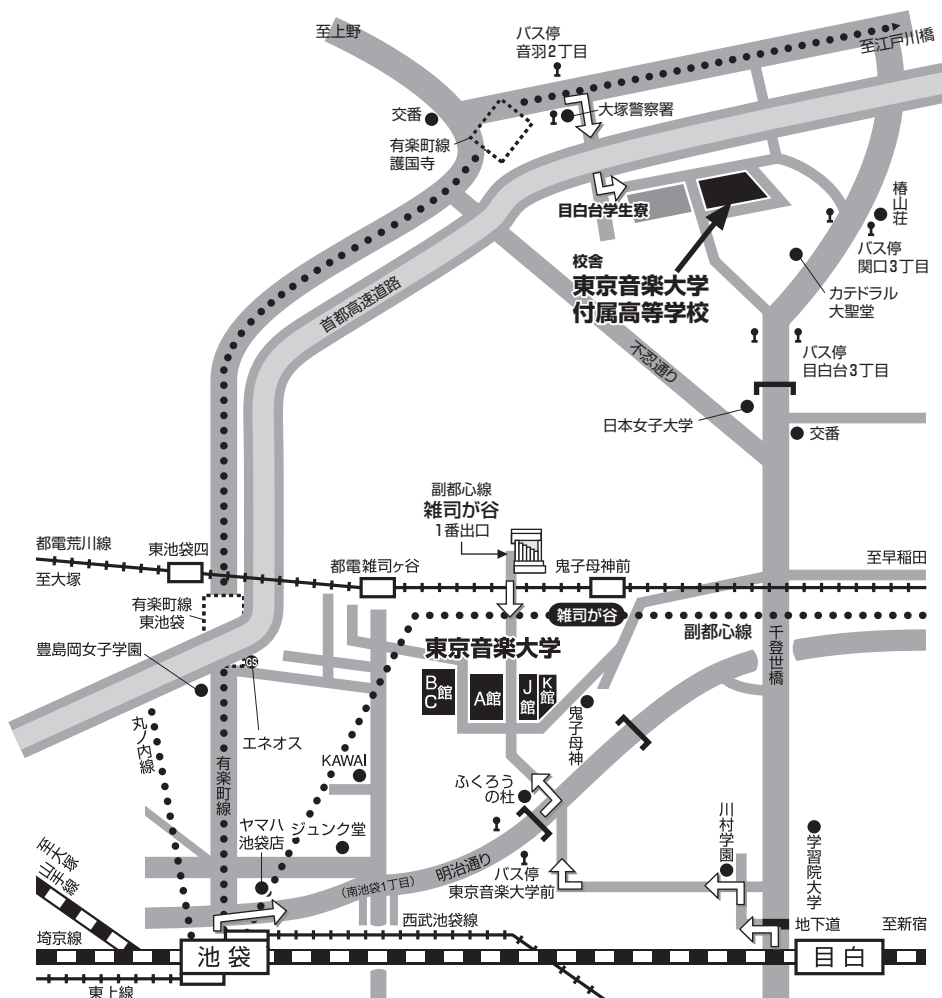 至上野
バス停
音羽2丁目
至江戸川橋
交番
大塚警察署
有楽町線
護国寺
目白台学生寮
椿山荘
校舎
東京音楽大学
付属高等学校
バス停
関口3丁目
カテドラル
大聖堂
首都高速道路
不忍通り
バス停
目白台3丁目
日本女子大学
交番
副都心線
雑司が谷
1番出口
都電荒川線
東池袋四
都電雑司ヶ谷
鬼子母神前
至早稲田
至大塚
有楽町線
東池袋
雑司が谷
副都心線
千登世橋
豊島岡女子学園
東京音楽大学
GS
BC館
A館
J館
K館
鬼子母神
丸ノ内線
エネオス
有楽町線
KAWAI
ふくろう
の杜
ヤマハ
池袋店
ジュンク堂
川村学園
学習院大学
至大塚
山手線
(南池袋1丁目)
明治通り
バス停
東京音楽大学前
西武池袋線
地下道
至新宿
埼京線
池袋
目白
東上線